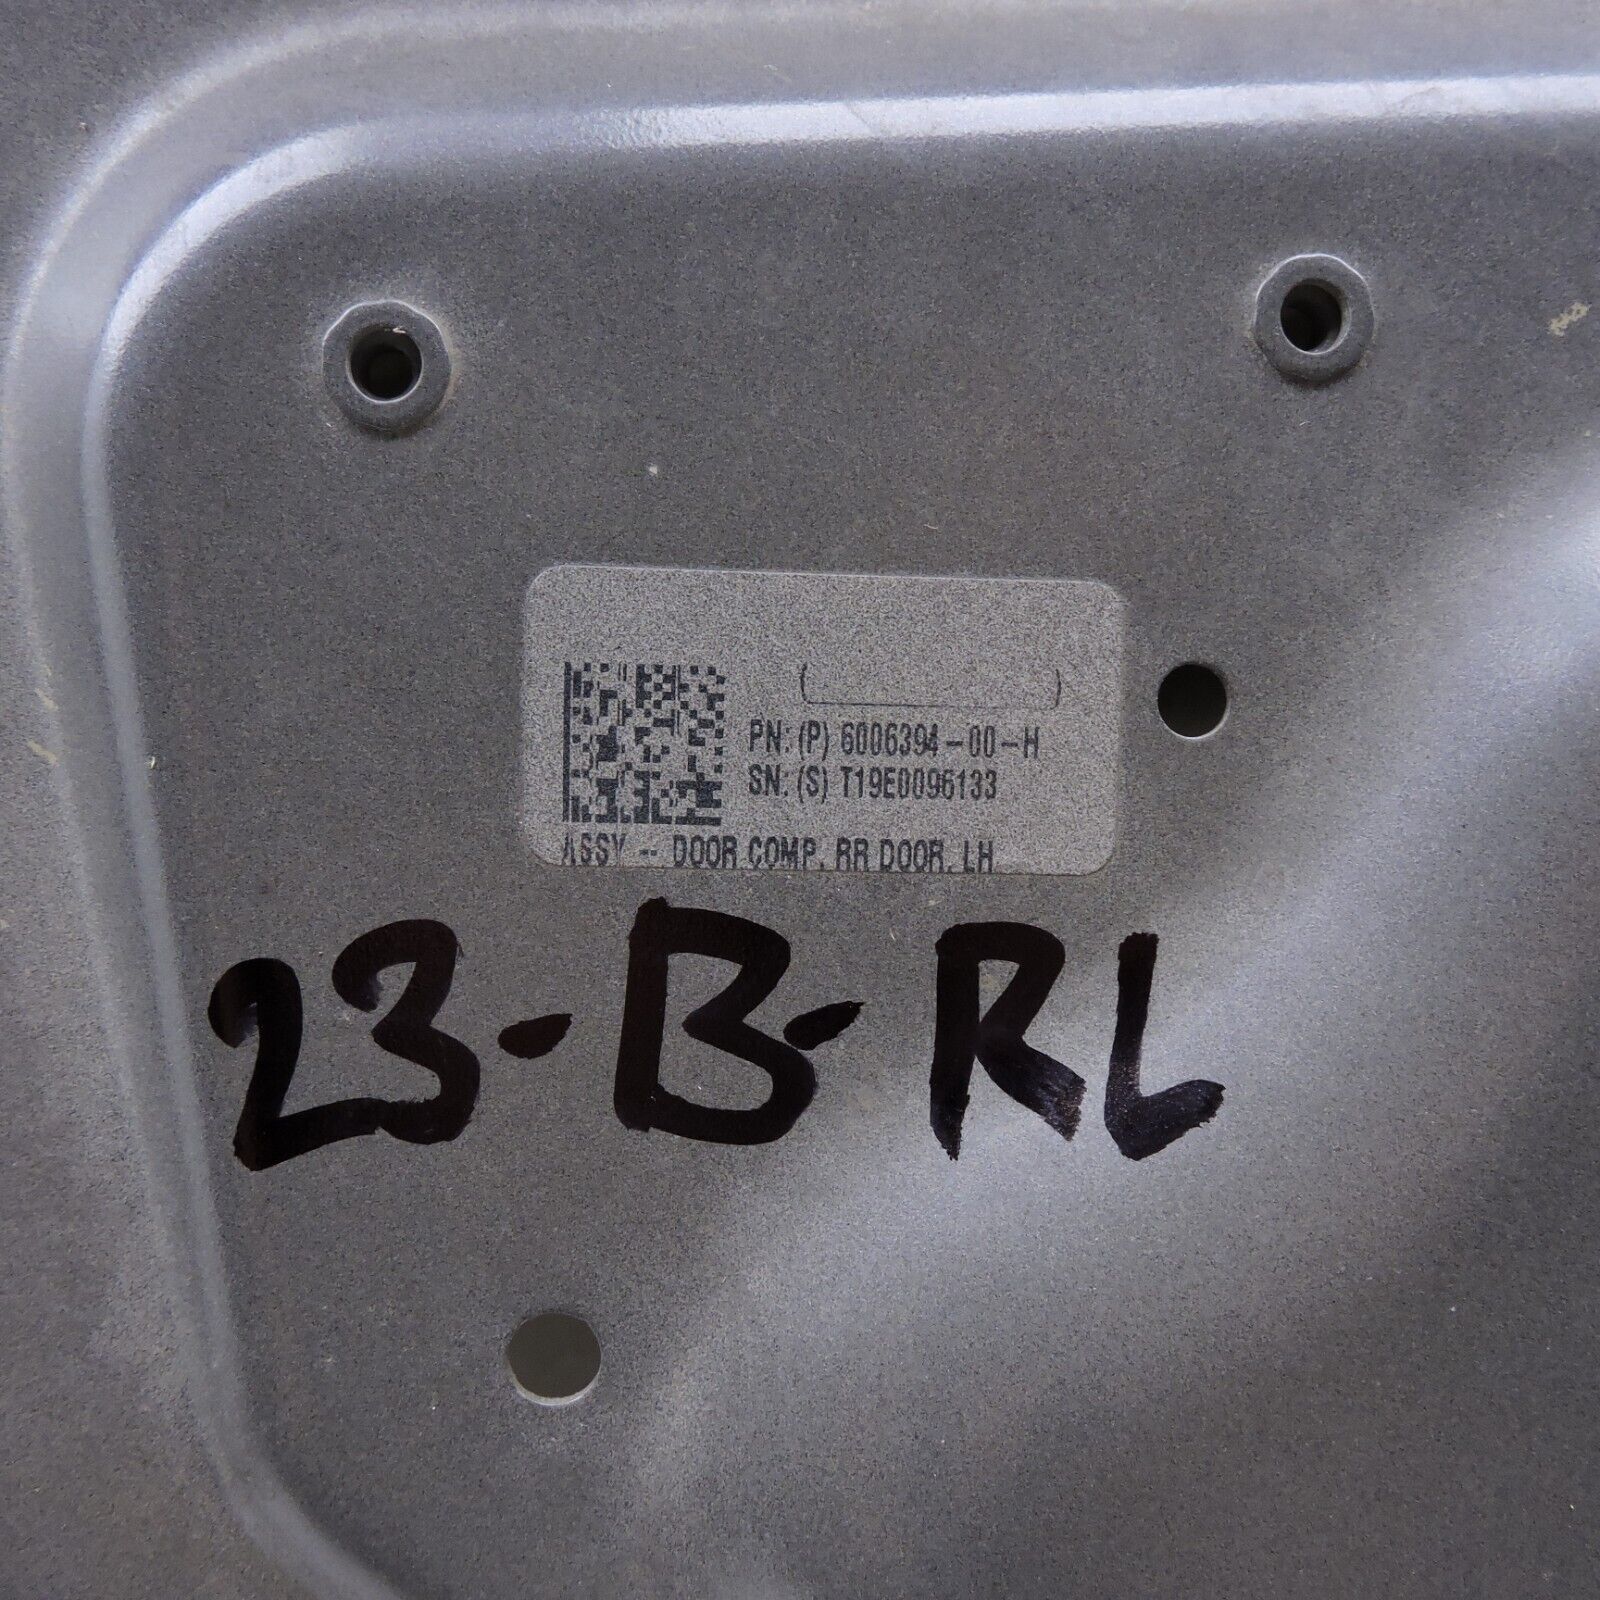 PN: (P) 6006394-00-H
SN: (S) T19E0096133
ASSY -- DOOR COMP, RR DOOR, LH
23-B-RL